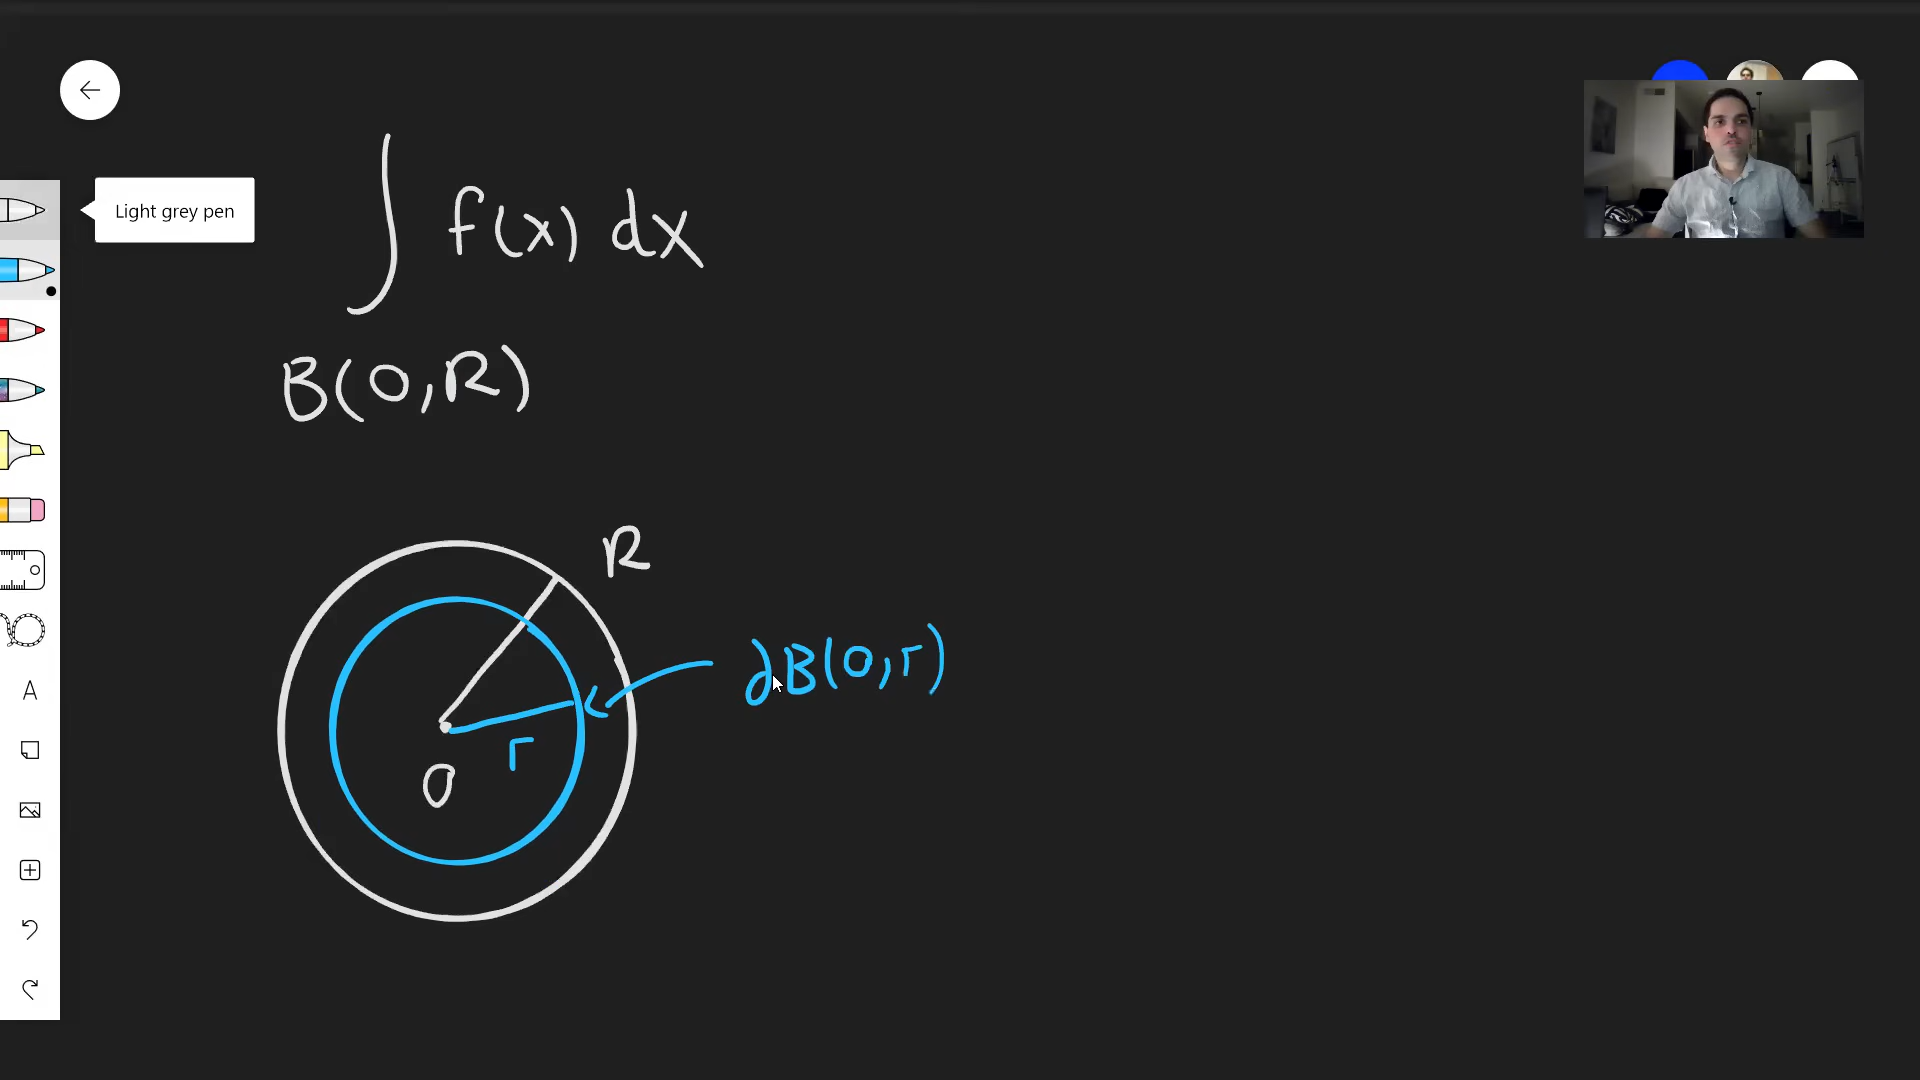 Light grey pen
∫ f(x) dx
B(0,R)
R
∂B(0,r)
r
0
A